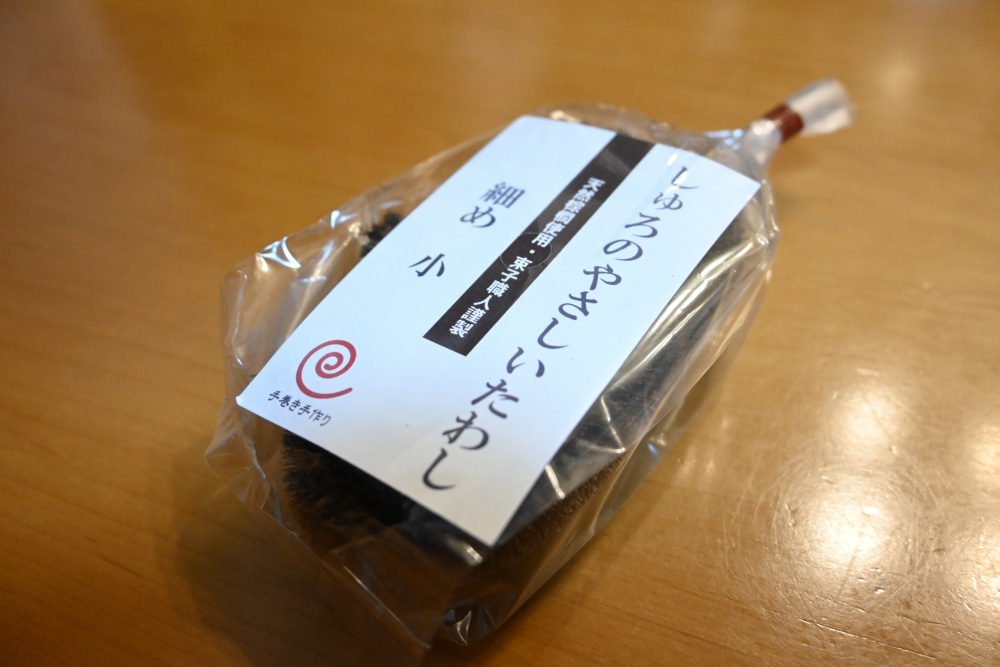 しゅろのやさしいたわし
天然棕櫚使用・束子職人謹製
細め 小
手巻き手作り